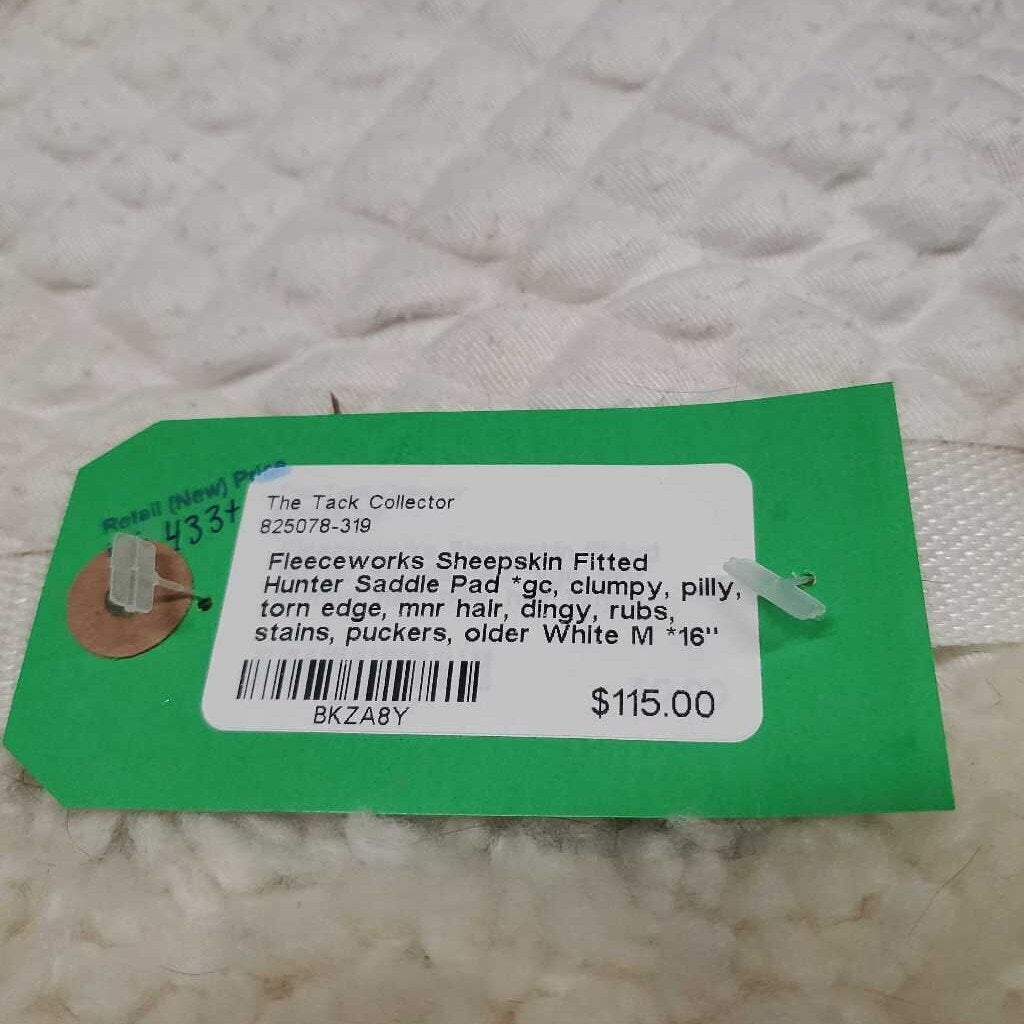 Retail (New) Price
433+
The Tack Collector
825078-319
Fleeceworks Sheepskin Fitted
Hunter Saddle Pad *gc, clumpy, pilly,
torn edge, mnr hair, dingy, rubs,
stains, puckers, older White M *16"
BKZA8Y
$115.00